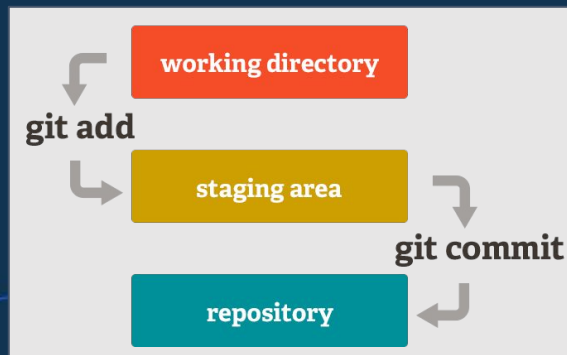 working directory
git add
staging area
git commit
repository